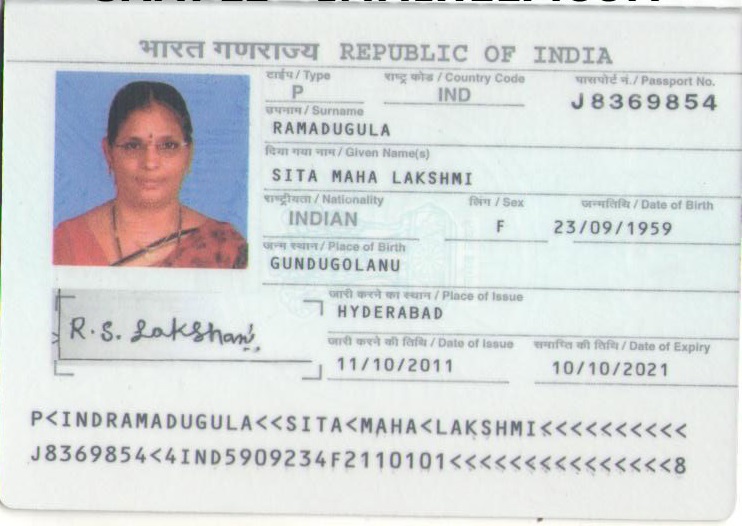 भारत गणराज्य REPUBLIC OF INDIA
टाईप / Type राष्ट्र कोड / Country Code पासपोर्ट नं. / Passport No.
P IND J8369854
उपनाम / Surname
RAMADUGULA
दिया गया नाम / Given Name(s)
SITA MAHA LAKSHMI
राष्ट्रीयता / Nationality लिंग / Sex जन्मतिथि / Date of Birth
INDIAN F 23/09/1959
जन्म स्थान / Place of Birth
GUNDUGOLANU
जारी करने का स्थान / Place of Issue
HYDERABAD
R.S. Lakshmi
जारी करने की तिथि / Date of Issue समाप्ति की तिथि / Date of Expiry
11/10/2011 10/10/2021
P<INDRAMADUGULA<<SITA<MAHA<LAKSHMI<<<<<<<<<<
J8369854<4IND5909234F2110101<<<<<<<<<<<<<<<8